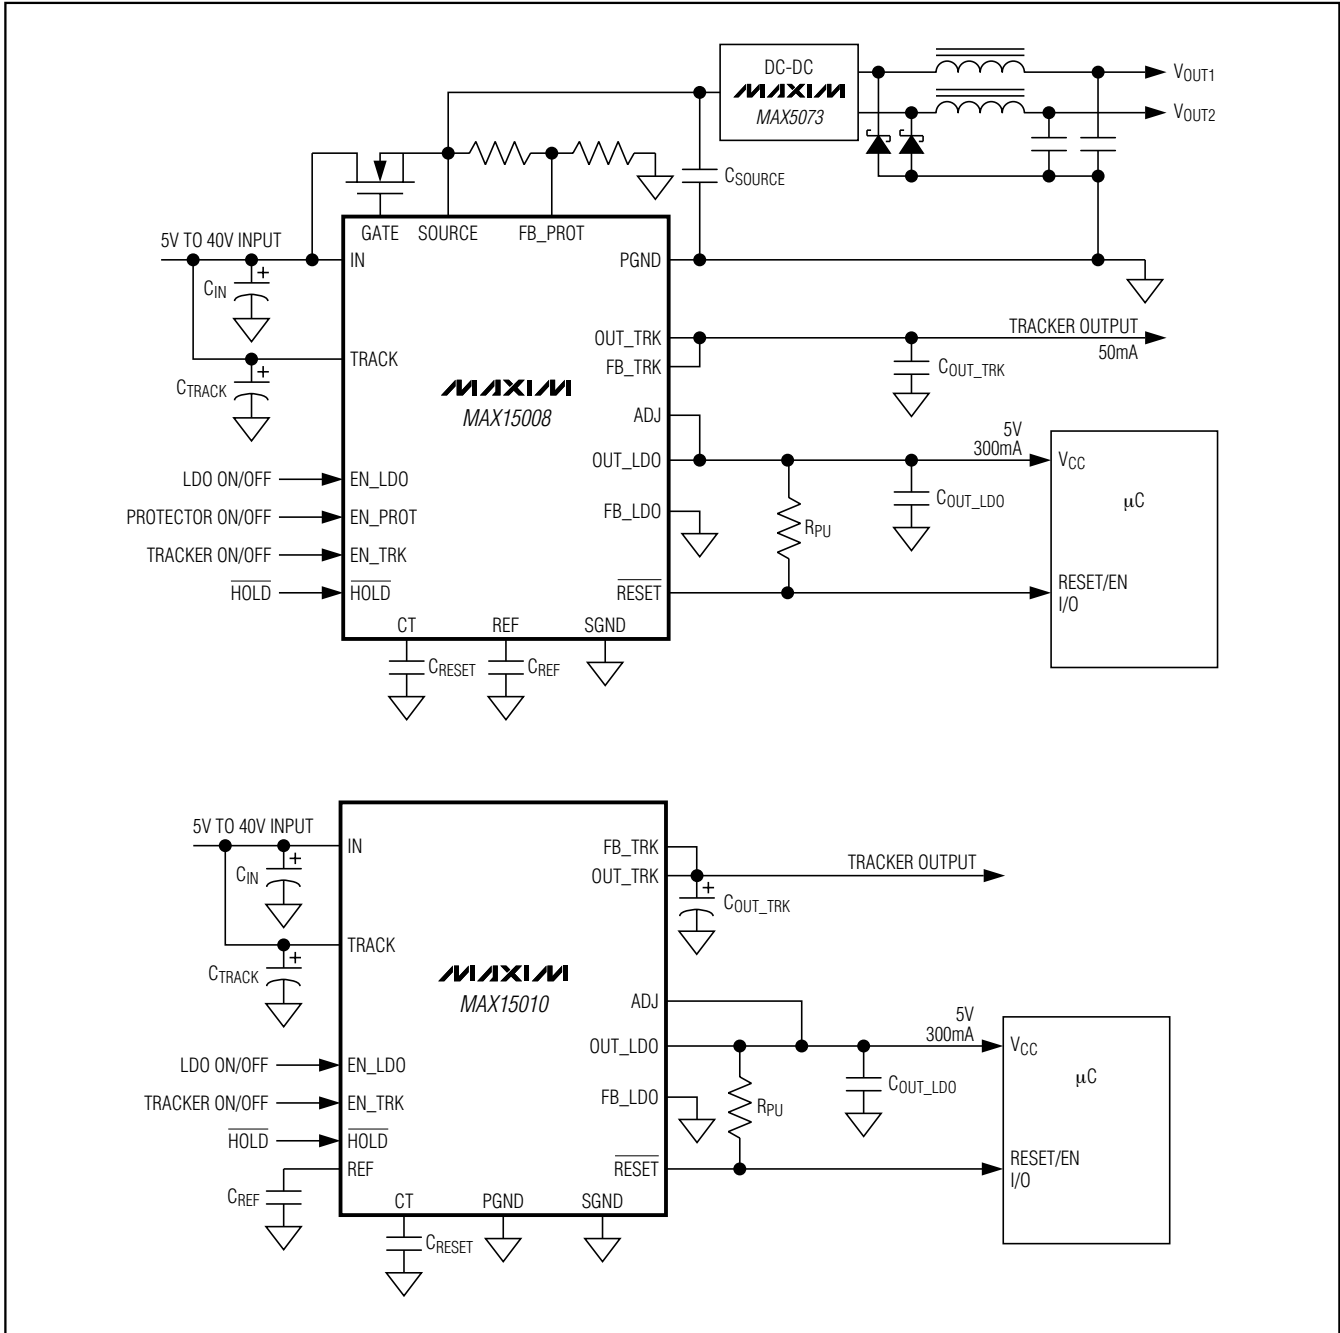 DC-DC
MAXIM
MAX5073
VOUT1
VOUT2
CSOURCE
GATE SOURCE FB_PROT
5V TO 40V INPUT
IN
PGND
CIN
+
OUT_TRK
TRACKER OUTPUT
50mA
FB_TRK
COUT_TRK
TRACK
CTRACK
+
MAXIM
MAX15008
ADJ
5V
300mA
OUT_LDO
VCC
µC
COUT_LDO
LDO ON/OFF
EN_LDO
FB_LDO
RPU
PROTECTOR ON/OFF
EN_PROT
TRACKER ON/OFF
EN_TRK
HOLD
HOLD
RESET
RESET/EN
I/O
CT REF SGND
CRESET
CREF
5V TO 40V INPUT
IN
FB_TRK
OUT_TRK
TRACKER OUTPUT
CIN
+
+
COUT_TRK
TRACK
CTRACK
+
MAXIM
MAX15010
ADJ
5V
300mA
OUT_LDO
VCC
µC
COUT_LDO
LDO ON/OFF
EN_LDO
FB_LDO
RPU
TRACKER ON/OFF
EN_TRK
HOLD
HOLD
REF
RESET
RESET/EN
I/O
CREF
CT PGND SGND
CRESET